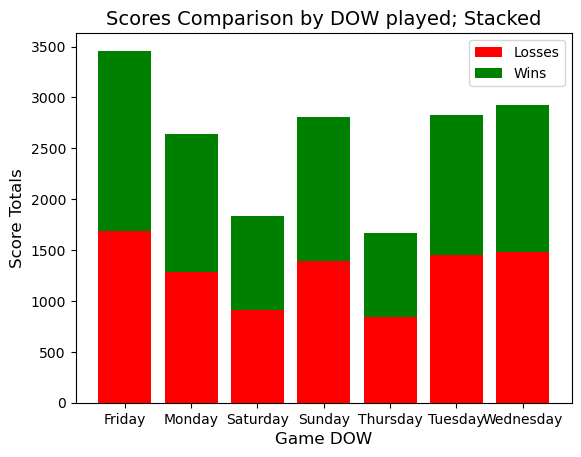 Scores Comparison by DOW played; Stacked
Losses
Wins
Score Totals
3500
3000
2500
2000
1500
1000
500
0
Friday Monday Saturday Sunday Thursday Tuesday Wednesday
Game DOW